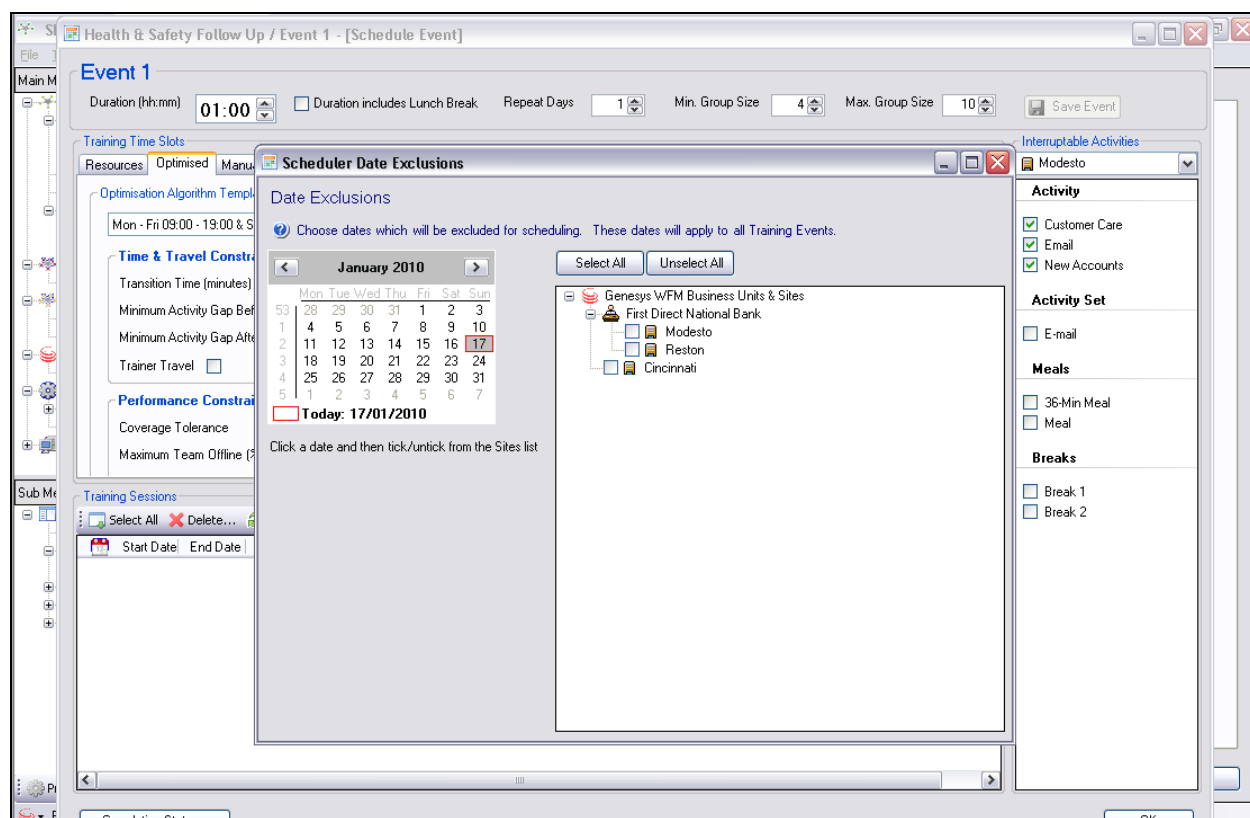 Health & Safety Follow Up / Event 1 - [Schedule Event]
File
Main M
Event 1
Duration (hh:mm) 01:00 Duration includes Lunch Break Repeat Days 1 Min. Group Size 4 Max. Group Size 10 Save Event
Training Time Slots
Resources Optimised Manu
Optimisation Algorithm Templ
Mon - Fri 09:00 - 19:00 & S
Time & Travel Constr
Transition Time (minutes)
Minimum Activity Gap Bef
Minimum Activity Gap Afte
Trainer Travel
Performance Constrai
Coverage Tolerance
Maximum Team Offline (%
Sub Me
Training Sessions
Select All Delete...
Start Date End Date
Scheduler Date Exclusions
Date Exclusions
Choose dates which will be excluded for scheduling. These dates will apply to all Training Events.
January 2010
Mon Tue Wed Thu Fri Sat Sun
53 28 29 30 31 1 2 3
1 4 5 6 7 8 9 10
2 11 12 13 14 15 16 17
3 18 19 20 21 22 23 24
4 25 26 27 28 29 30 31
5 1 2 3 4 5 6 7
Today: 17/01/2010
Click a date and then tick/untick from the Sites list
Select All Unselect All
Genesys WFM Business Units & Sites
First Direct National Bank
Modesto
Reston
Cincinnati
Interruptable Activities
Modesto
Activity
Customer Care
Email
New Accounts
Activity Set
E-mail
Meals
36-Min Meal
Meal
Breaks
Break 1
Break 2